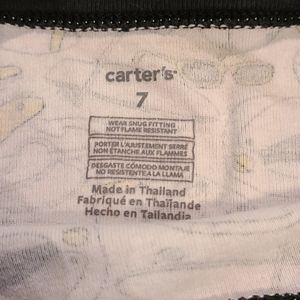 carter's
7
WEAR SNUG FITTING
NOT FLAME RESISTANT
PORTER L'AJUSTEMENT SERRÉ
NON ÉTANCHE AUX FLAMMES
DESGASTE CÓMODO MONTAJE
NO RESISTENTE A LA LLAMA
Made in Thailand
Fabriqué en Thaïlande
Hecho en Tailandia